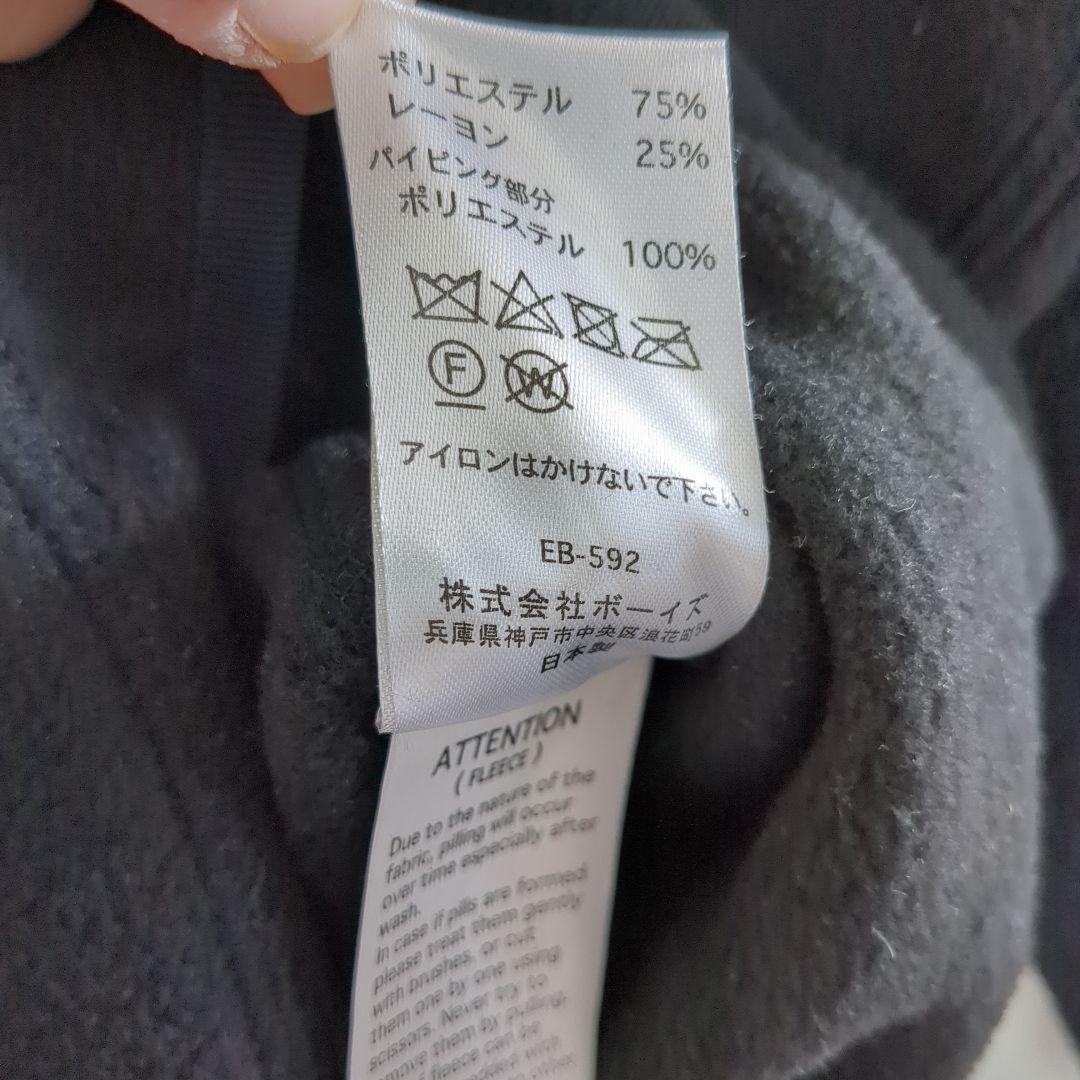 ポリエステル 75%
レーヨン 25%
パイピング部分
ポリエステル 100%
F W
アイロンはかけないで下さい。
EB-592
株式会社ボーイズ
兵庫県神戸市中央区浪花町59
日本製
ATTENTION
(FLEECE)
Due to the nature of the
fabric, pilling will occur
over time especially after
wash.
In case if pills are formed
please treat them gently
with brushes, or cut
them one by one using
scissors. Never try to
remove them by pulling.
fleece can be
with